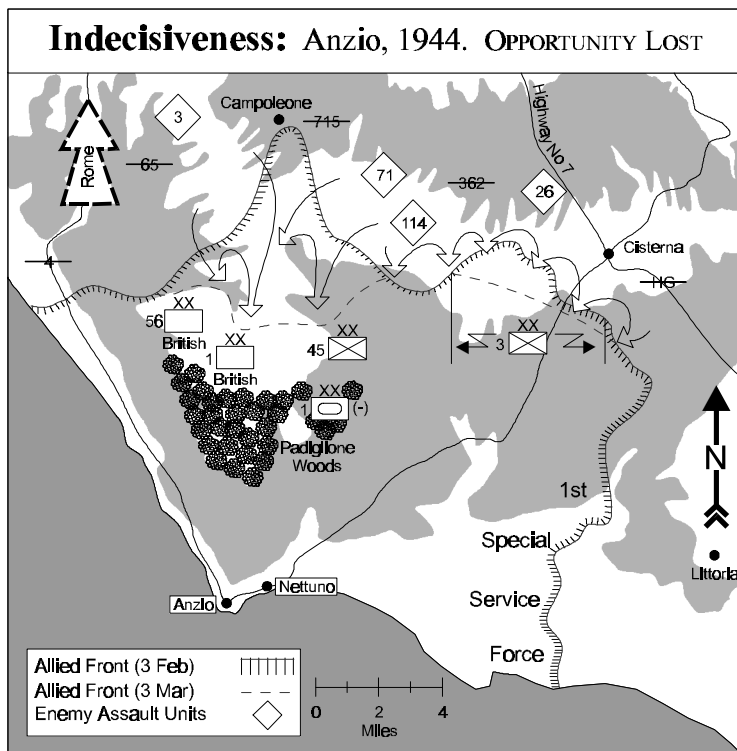 Indecisiveness: Anzio, 1944. OPPORTUNITY LOST
Campoleone
Highway No 7
3
715
65
Rome
71
362
26
114
Cisterna
4
HG
XX
56
British
XX
1
British
XX
45
XX
3
XX
1 (-)
Padiglione
Woods
N
1st
Special
Service
Force
Littoria
Nettuno
Anzio
Allied Front (3 Feb)
Allied Front (3 Mar)
Enemy Assault Units
0 2 4
Miles